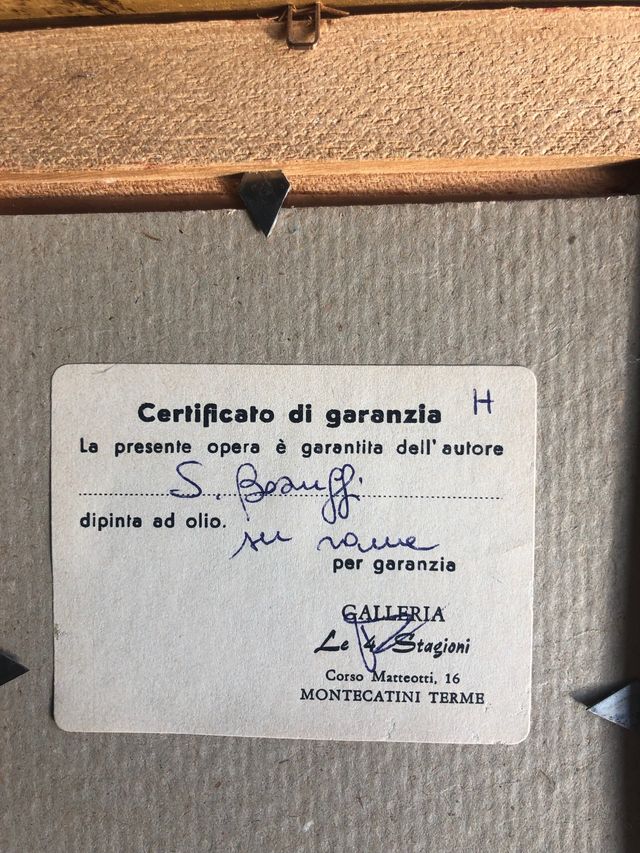 Certificato di garanzia H
La presente opera è garantita dell'autore
S.
dipinta ad olio.
su rame
per garanzia
GALLERIA
Le 4 Stagioni
Corso Matteotti, 16
MONTECATINI TERME